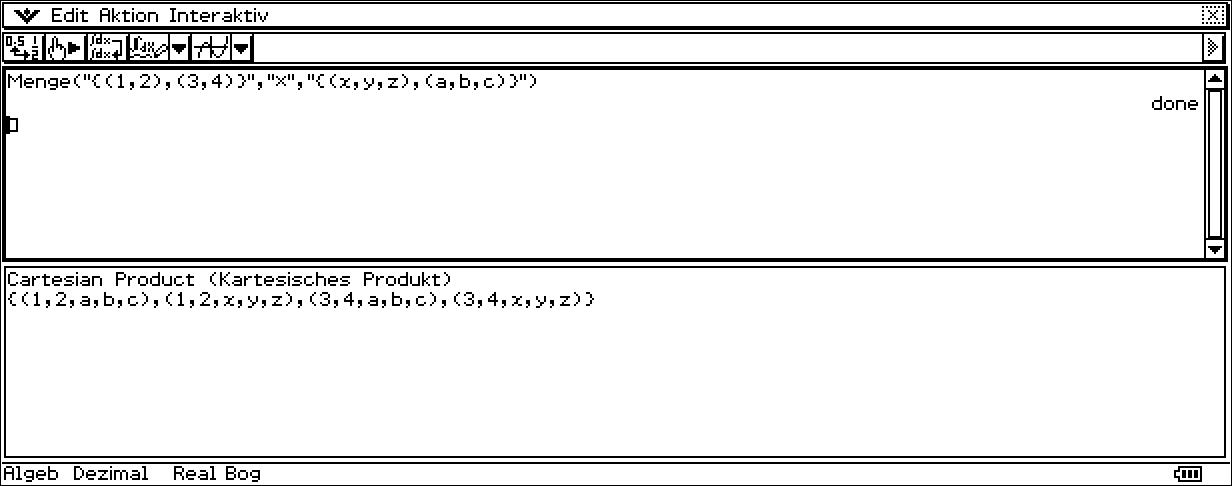 Edit Aktion Interaktiv
Menge("{(1,2),(3,4)}","×","{(x,y,z),(a,b,c)}")
done
Cartesian Product (Kartesisches Produkt)
{(1,2,a,b,c),(1,2,x,y,z),(3,4,a,b,c),(3,4,x,y,z)}
Algeb Dezimal Real Bog